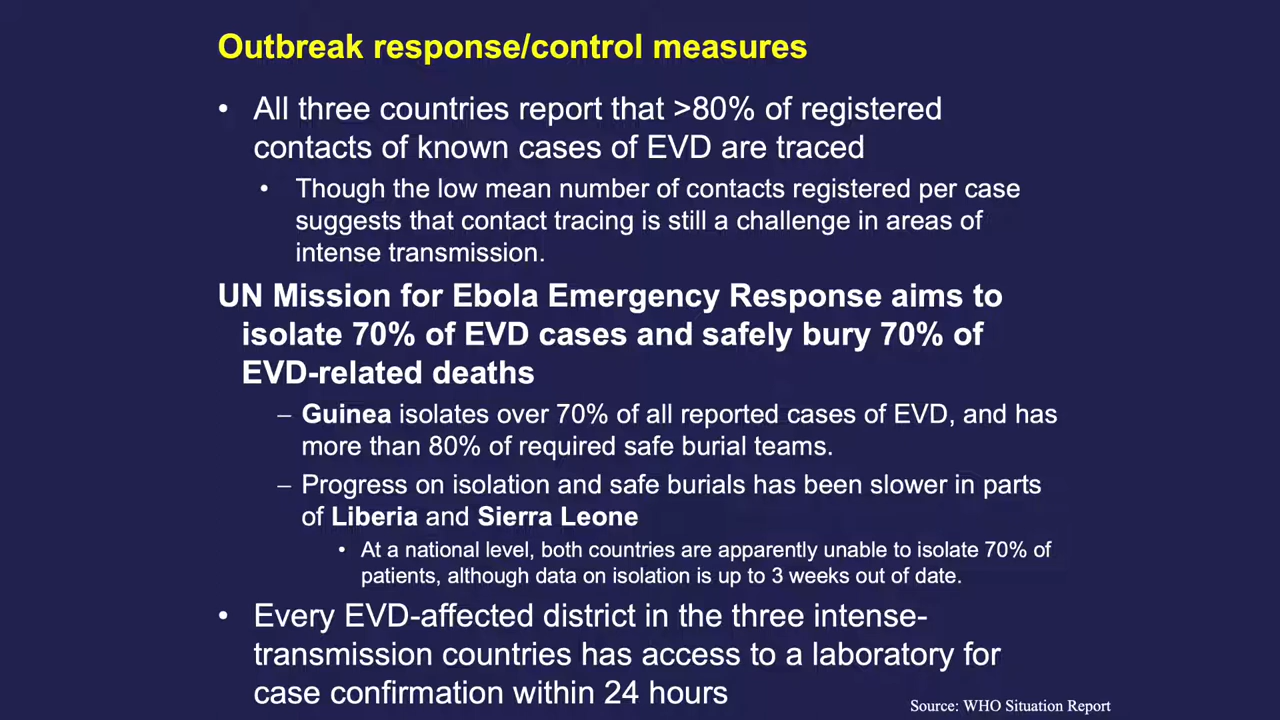 Outbreak response/control measures
• All three countries report that >80% of registered
contacts of known cases of EVD are traced
• Though the low mean number of contacts registered per case
suggests that contact tracing is still a challenge in areas of
intense transmission.
UN Mission for Ebola Emergency Response aims to
isolate 70% of EVD cases and safely bury 70% of
EVD-related deaths
– Guinea isolates over 70% of all reported cases of EVD, and has
more than 80% of required safe burial teams.
– Progress on isolation and safe burials has been slower in parts
of Liberia and Sierra Leone
• At a national level, both countries are apparently unable to isolate 70% of
patients, although data on isolation is up to 3 weeks out of date.
• Every EVD-affected district in the three intense-
transmission countries has access to a laboratory for
case confirmation within 24 hours
Source: WHO Situation Report